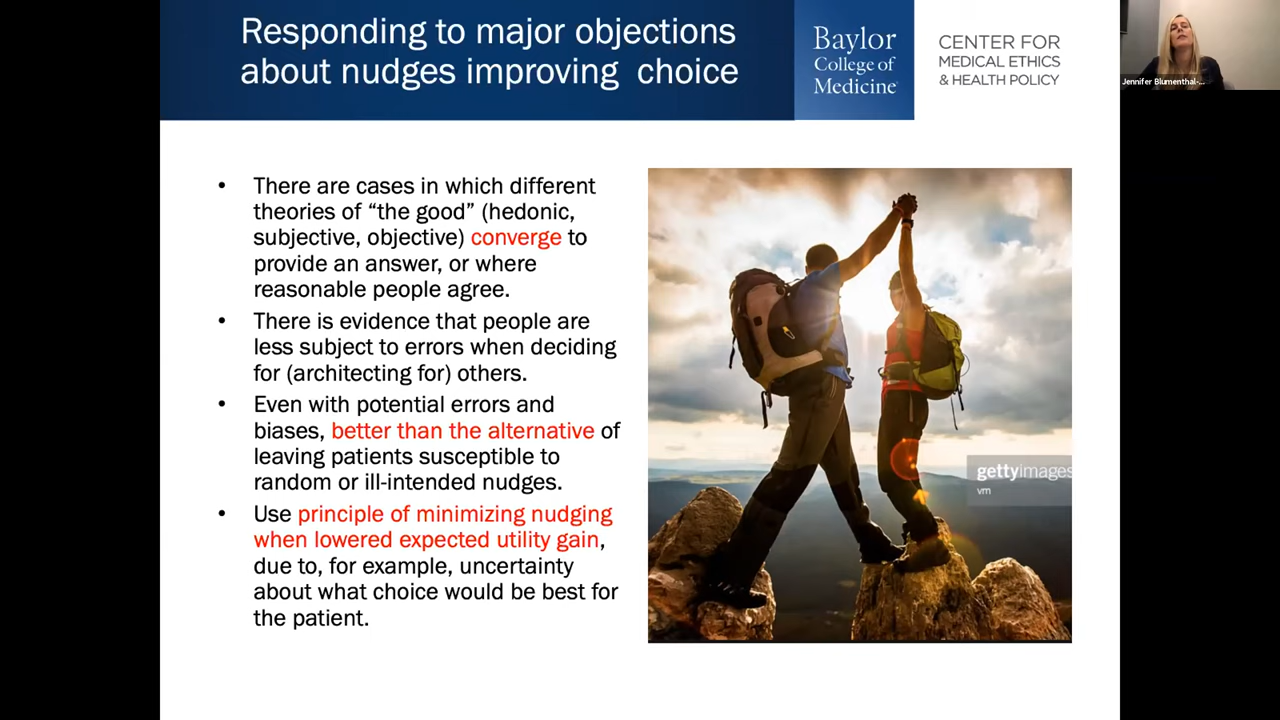 Responding to major objections
about nudges improving choice
Baylor
College of
Medicine
CENTER FOR
MEDICAL ETHICS
& HEALTH POLICY
Jennifer Blumenthal-...
• There are cases in which different
theories of “the good” (hedonic,
subjective, objective) converge to
provide an answer, or where
reasonable people agree.
• There is evidence that people are
less subject to errors when deciding
for (architecting for) others.
• Even with potential errors and
biases, better than the alternative of
leaving patients susceptible to
random or ill-intended nudges.
• Use principle of minimizing nudging
when lowered expected utility gain,
due to, for example, uncertainty
about what choice would be best for
the patient.
gettyimages
vm